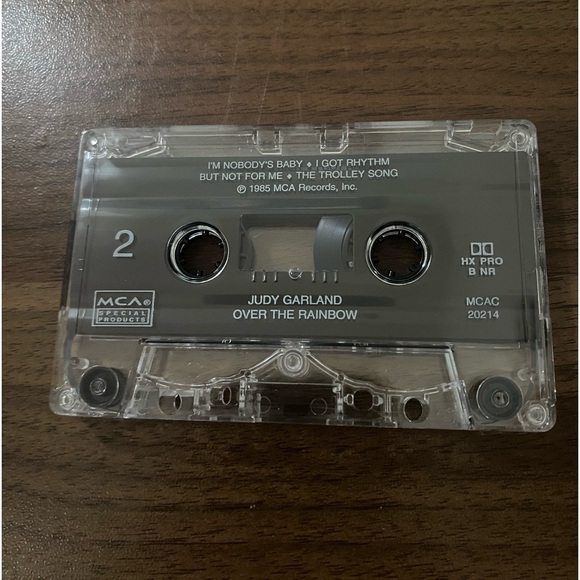 I'M NOBODY'S BABY ♦ I GOT RHYTHM
BUT NOT FOR ME ♦ THE TROLLEY SONG
℗ 1985 MCA Records, Inc.
2
HX PRO
B NR
MCA®
SPECIAL
PRODUCTS
JUDY GARLAND
OVER THE RAINBOW
MCAC
20214